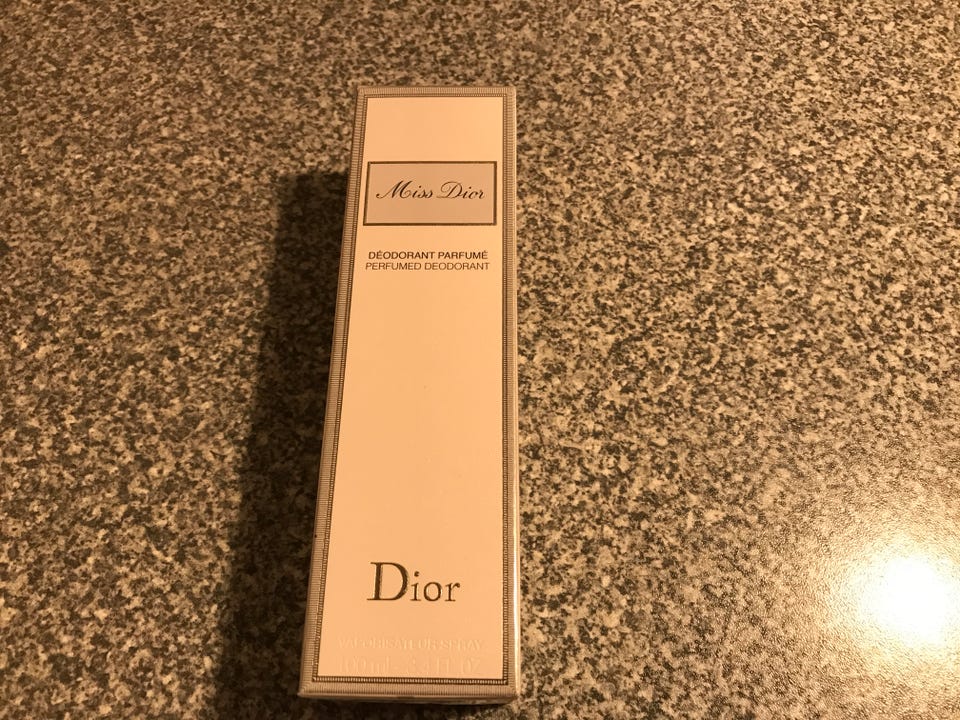 Miss Dior
DÉODORANT PARFUMÉ
PERFUMED DEODORANT
Dior
VAPORISATEUR SPRAY
100 ml - 3.4 FL. OZ